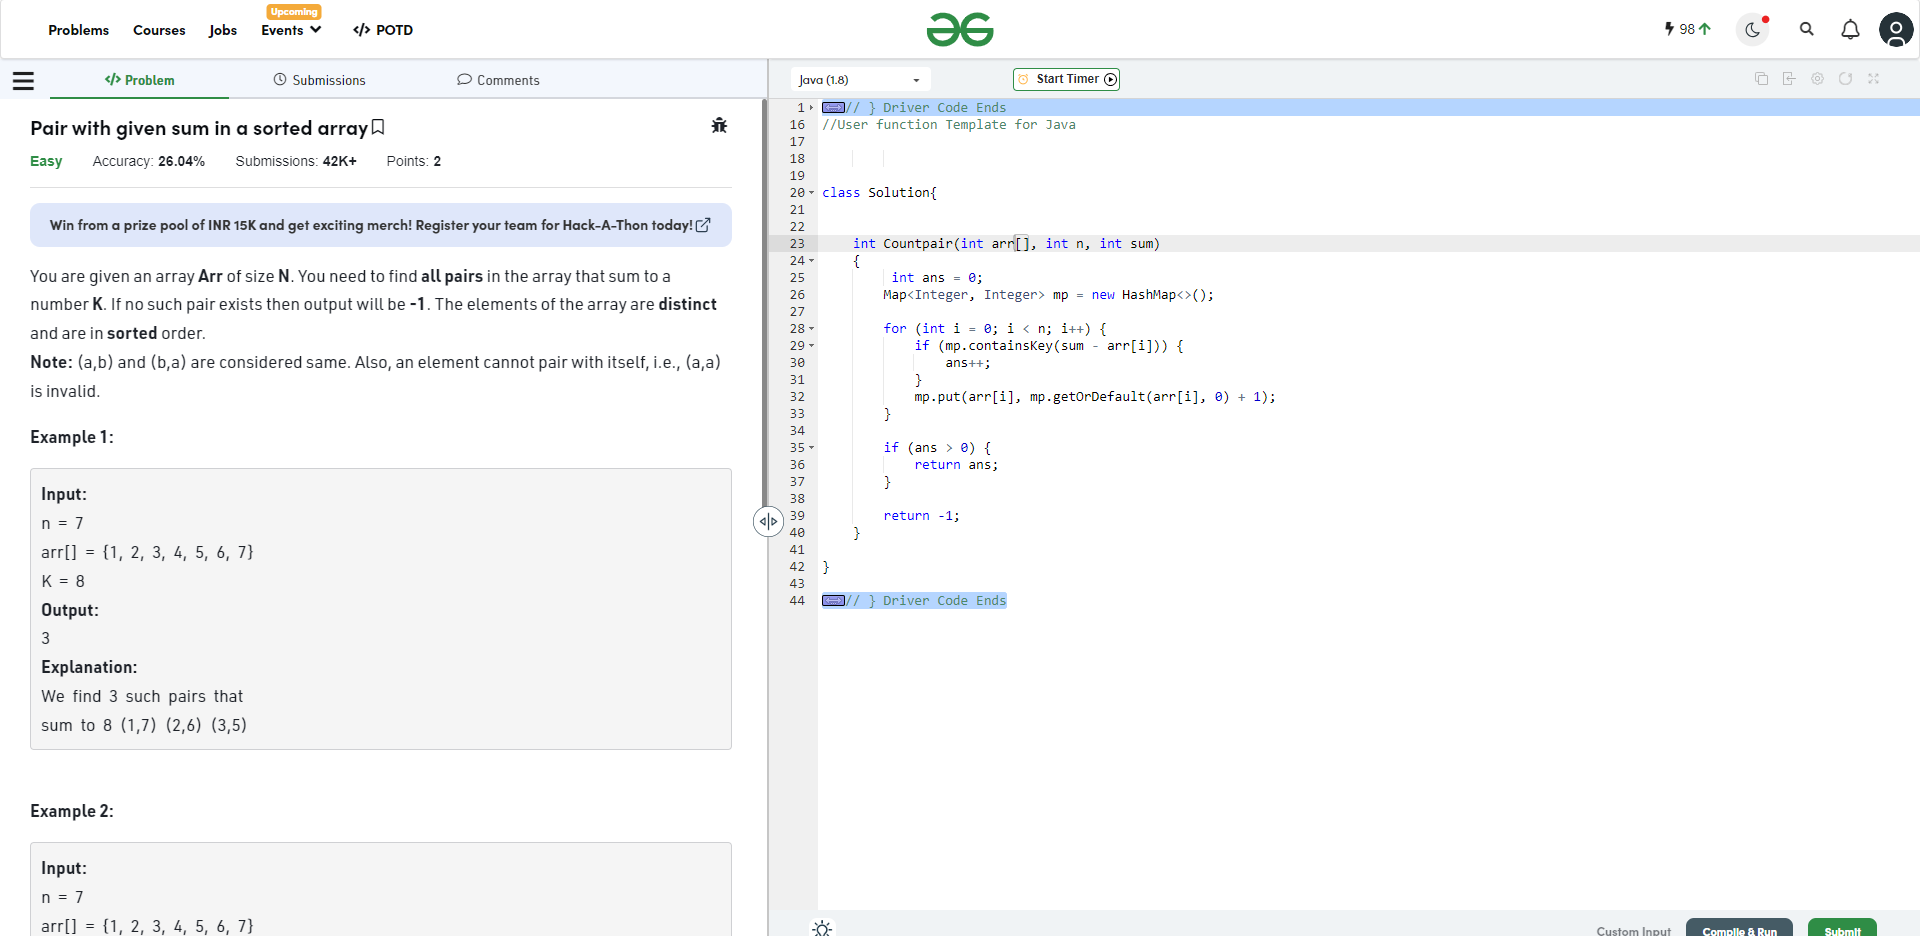 Problems Courses Jobs Upcoming Events </> POTD
98
</> Problem Submissions Comments
Java (1.8) Start Timer
Pair with given sum in a sorted array
Easy Accuracy: 26.04% Submissions: 42K+ Points: 2
Win from a prize pool of INR 15K and get exciting merch! Register your team for Hack-A-Thon today!
You are given an array Arr of size N. You need to find all pairs in the array that sum to a
number K. If no such pair exists then output will be -1. The elements of the array are distinct
and are in sorted order.
Note: (a,b) and (b,a) are considered same. Also, an element cannot pair with itself, i.e., (a,a)
is invalid.
Example 1:
Input:
n = 7
arr[] = {1, 2, 3, 4, 5, 6, 7}
K = 8
Output:
3
Explanation:
We find 3 such pairs that
sum to 8 (1,7) (2,6) (3,5)
Example 2:
Input:
n = 7
arr[] = {1, 2, 3, 4, 5, 6, 7}
1 // } Driver Code Ends
16 //User function Template for Java
17
18
19
20 class Solution{
21
22
23     int Countpair(int arr[], int n, int sum)
24     {
25          int ans = 0;
26         Map<Integer, Integer> mp = new HashMap<>();
27
28         for (int i = 0; i < n; i++) {
29             if (mp.containsKey(sum - arr[i])) {
30                 ans++;
31             }
32             mp.put(arr[i], mp.getOrDefault(arr[i], 0) + 1);
33         }
34
35         if (ans > 0) {
36             return ans;
37         }
38
39         return -1;
40     }
41
42 }
43
44 // } Driver Code Ends
Custom Input Compile & Run Submit